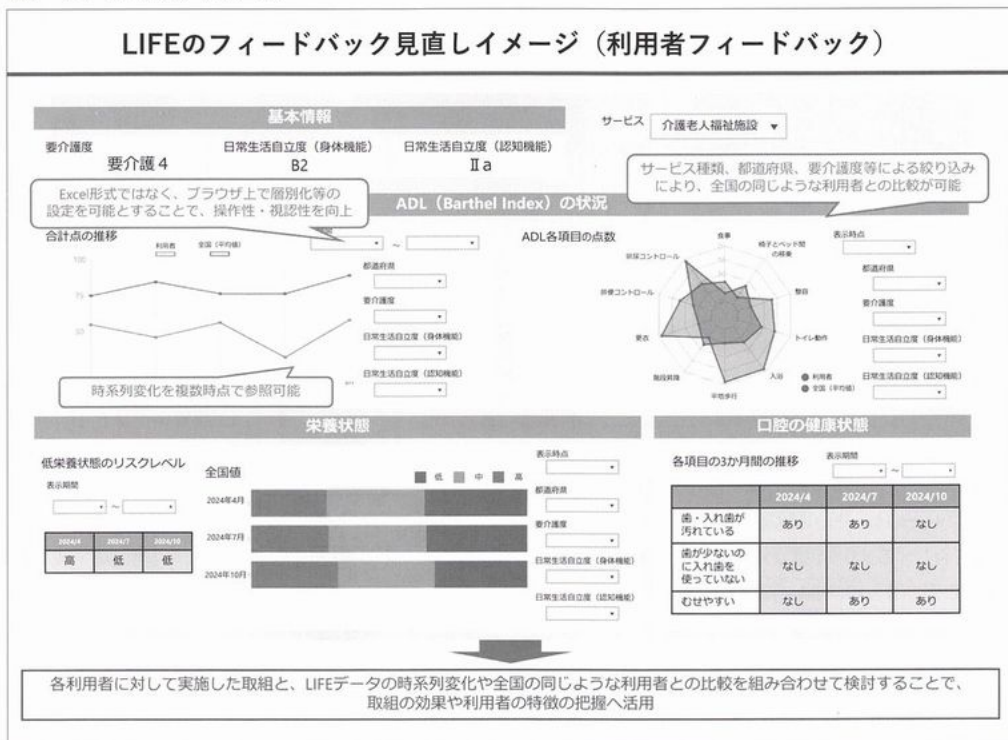 LIFEのフィードバック見直しイメージ（利用者フィードバック）
基本情報
サービス
介護老人福祉施設
要介護度
要介護４
日常生活自立度（身体機能）
B2
日常生活自立度（認知機能）
Ⅱa
サービス種類、都道府県、要介護度等による絞り込み
により、全国の同じような利用者との比較が可能
Excel形式ではなく、ブラウザ上で層別化等の
設定を可能とすることで、操作性・視認性を向上
ADL（Barthel Index）の状況
合計点の推移
利用者
全国（平均値）
～
100
75
50
都道府県
要介護度
日常生活自立度（身体機能）
日常生活自立度（認知機能）
時系列変化を複数時点で参照可能
ADL各項目の点数
食事
椅子とベッド間
の移乗
整容
トイレ動作
入浴
平地歩行
階段昇降
更衣
排便コントロール
排尿コントロール
利用者
全国（平均値）
表示時点
都道府県
要介護度
日常生活自立度（身体機能）
日常生活自立度（認知機能）
栄養状態
低栄養状態のリスクレベル
表示期間
～
2024/4 2024/7 2024/10
高 低 低
全国値
低 中 高
2024年4月
2024年7月
2024年10月
表示時点
都道府県
要介護度
日常生活自立度（身体機能）
日常生活自立度（認知機能）
口腔の健康状態
各項目の3か月間の推移
表示期間
～
2024/4 2024/7 2024/10
歯・入れ歯が
汚れている
あり あり なし
歯が少ないの
に入れ歯を
使っていない
なし なし なし
むせやすい なし あり あり
各利用者に対して実施した取組と、LIFEデータの時系列変化や全国の同じような利用者との比較を組み合わせて検討することで、
取組の効果や利用者の特徴の把握へ活用